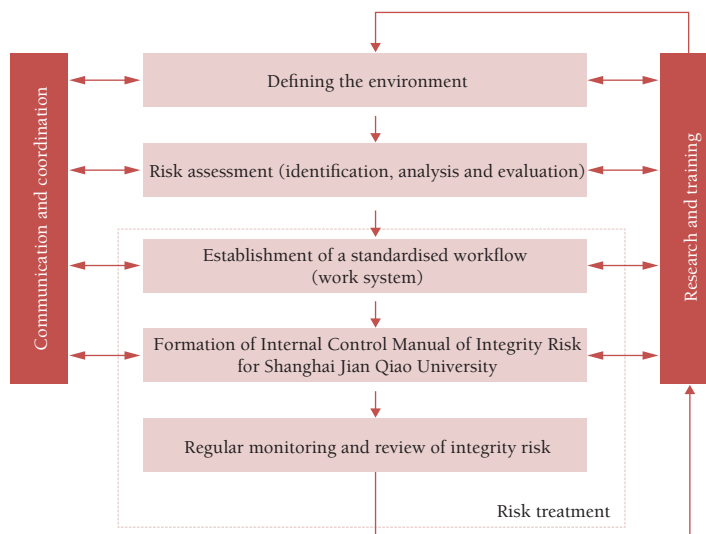 Communication and coordination
Defining the environment
Risk assessment (identification, analysis and evaluation)
Establishment of a standardised workflow
(work system)
Formation of Internal Control Manual of Integrity Risk
for Shanghai Jian Qiao University
Regular monitoring and review of integrity risk
Risk treatment
Research and training